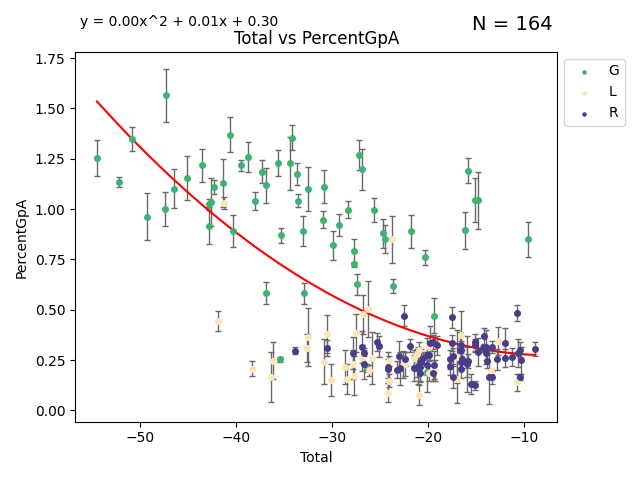 y = 0.00x^2 + 0.01x + 0.30
N = 164
Total vs PercentGpA
1.75
1.50
1.25
1.00
0.75
0.50
0.25
0.00
PercentGpA
−50
−40
−30
−20
−10
Total
G
L
R